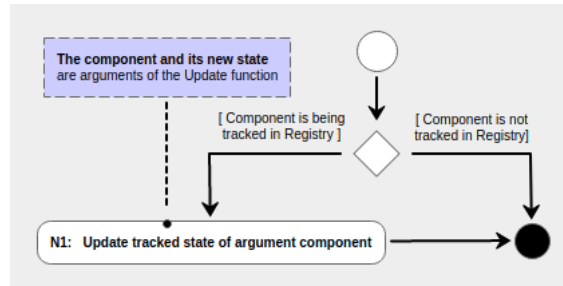 The component and its new state
are arguments of the Update function
[ Component is being
tracked in Registry ]
[ Component is not
tracked in Registry]
N1: Update tracked state of argument component